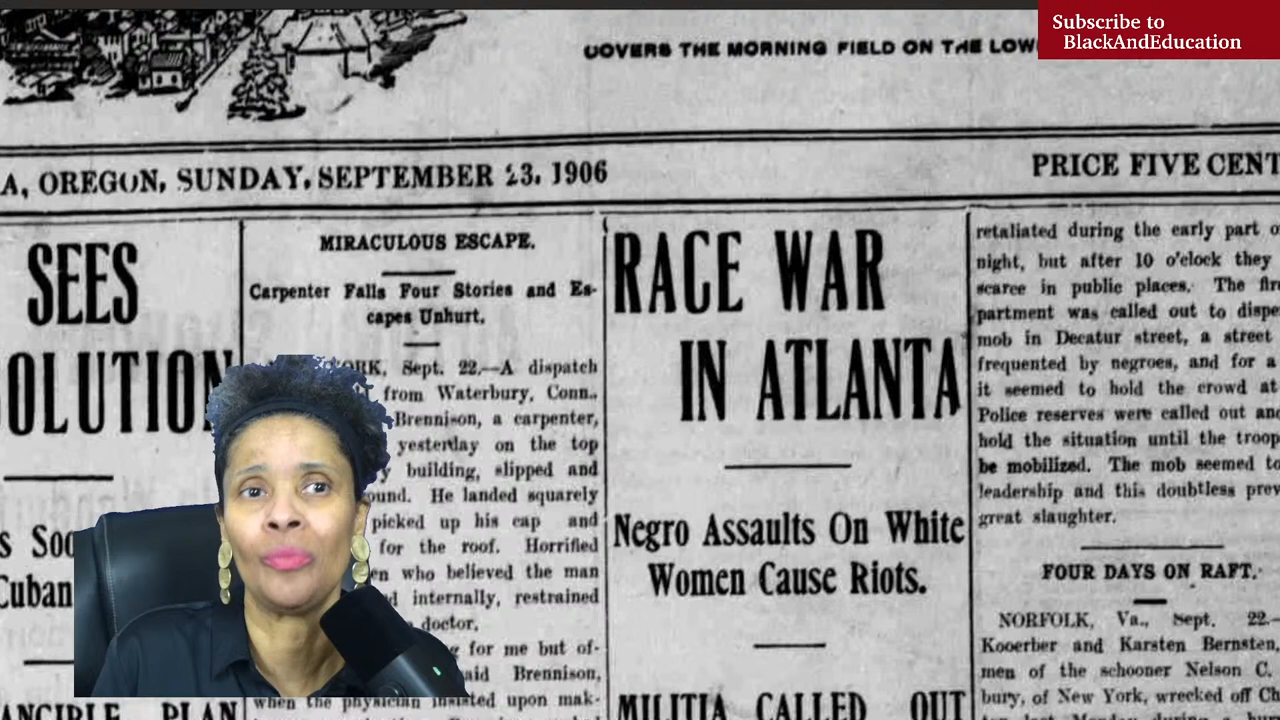 Subscribe to
BlackAndEducation
COVERS THE MORNING FIELD ON THE LOW
A, OREGON, SUNDAY, SEPTEMBER 23, 1906
PRICE FIVE CENT
SEES
OLUTION
s Soc
Cuban
ANCIBLE PLAN
MIRACULOUS ESCAPE.
Carpenter Falls Four Stories and Es-
capes Unhurt.
ORK, Sept. 22.—A dispatch
from Waterbury, Conn.,
Brennison, a carpenter,
yesterday on the top
y building, slipped and
ound. He landed squarely
picked up his cap and
for the roof. Horrified
en who believed the man
d internally, restrained
doctor.
g for me but of-
aid Brennison,
when the physician insisted upon mak-
RACE WAR
IN ATLANTA
Negro Assaults On White
Women Cause Riots.
MILITIA CALLED OUT
retaliated during the early part o
night, but after 10 o'elock they
scarce in public places. The fire
partment was called out to dispe
mob in Decatur street, a street
frequented by negroes, and for a
it seemed to hold the crowd at
Police reserves were called out and
hold the situation until the troop
be mobilized. The mob seemed to
leadership and this doubtless prev
great slaughter.
FOUR DAYS ON RAFT.
NORFOLK, Va., Sept. 22.—
Kooerber and Karsten Bernsten,
men of the schooner Nelson C.
bury, of New York, wrecked off Ch